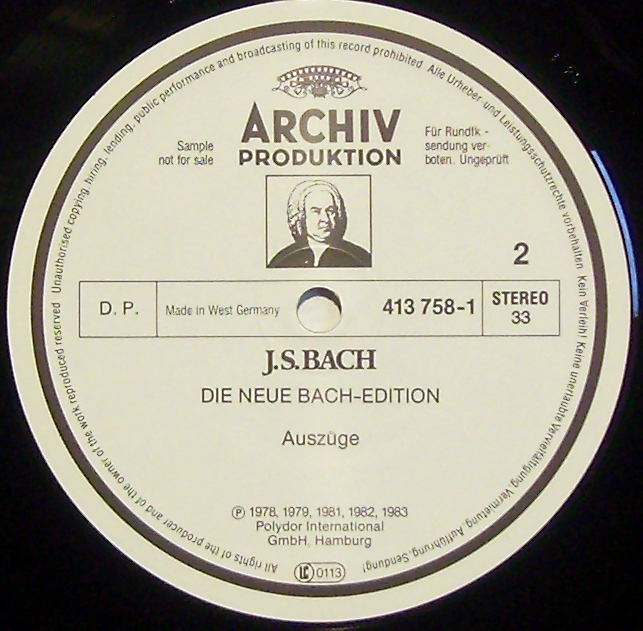 All rights of the producer and of the owner of the work reproduced reserved Unauthorised copying, hiring, lending, public performance and broadcasting of this record prohibited Alle Urheber- und Leistungsschutzrechte vorbehalten Kein Verleih! Keine unerlaubte Vervielfältigung, Vermietung, Aufführung, Sendung!
ARCHIV
PRODUKTION
Sample
not for sale
Für Rundfk -
sendung ver-
boten. Ungeprüft
2
D. P.
Made in West Germany
413 758-1
STEREO
33
J.S. BACH
DIE NEUE BACH-EDITION
Auszüge
Ⓟ 1978, 1979, 1981, 1982, 1983
Polydor International
GmbH, Hamburg
LC 0113